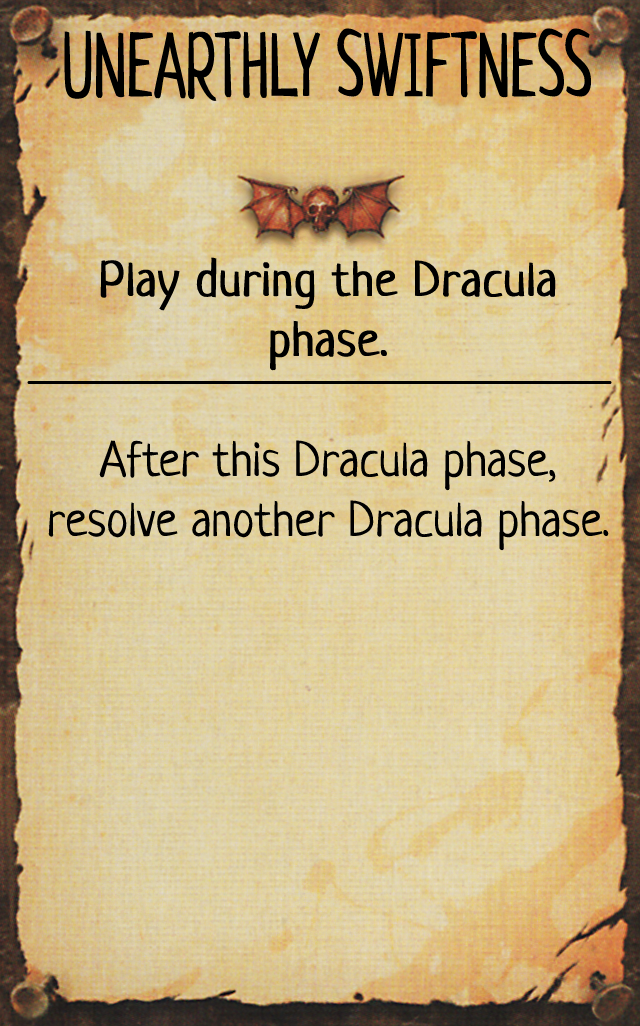 UNEARTHLY SWIFTNESS
Play during the Dracula
phase.
After this Dracula phase,
resolve another Dracula phase.